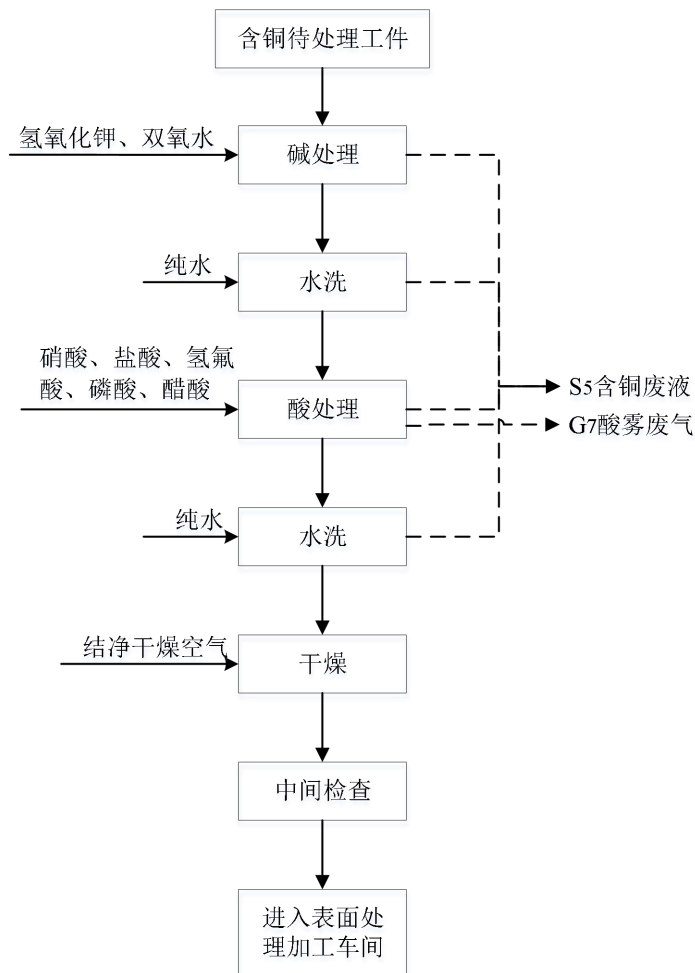 含铜待处理工件
氢氧化钾、双氧水
碱处理
纯水
水洗
硝酸、盐酸、氢氟
酸、磷酸、醋酸
酸处理
S5含铜废液
G7酸雾废气
纯水
水洗
结净干燥空气
干燥
中间检查
进入表面处
理加工车间